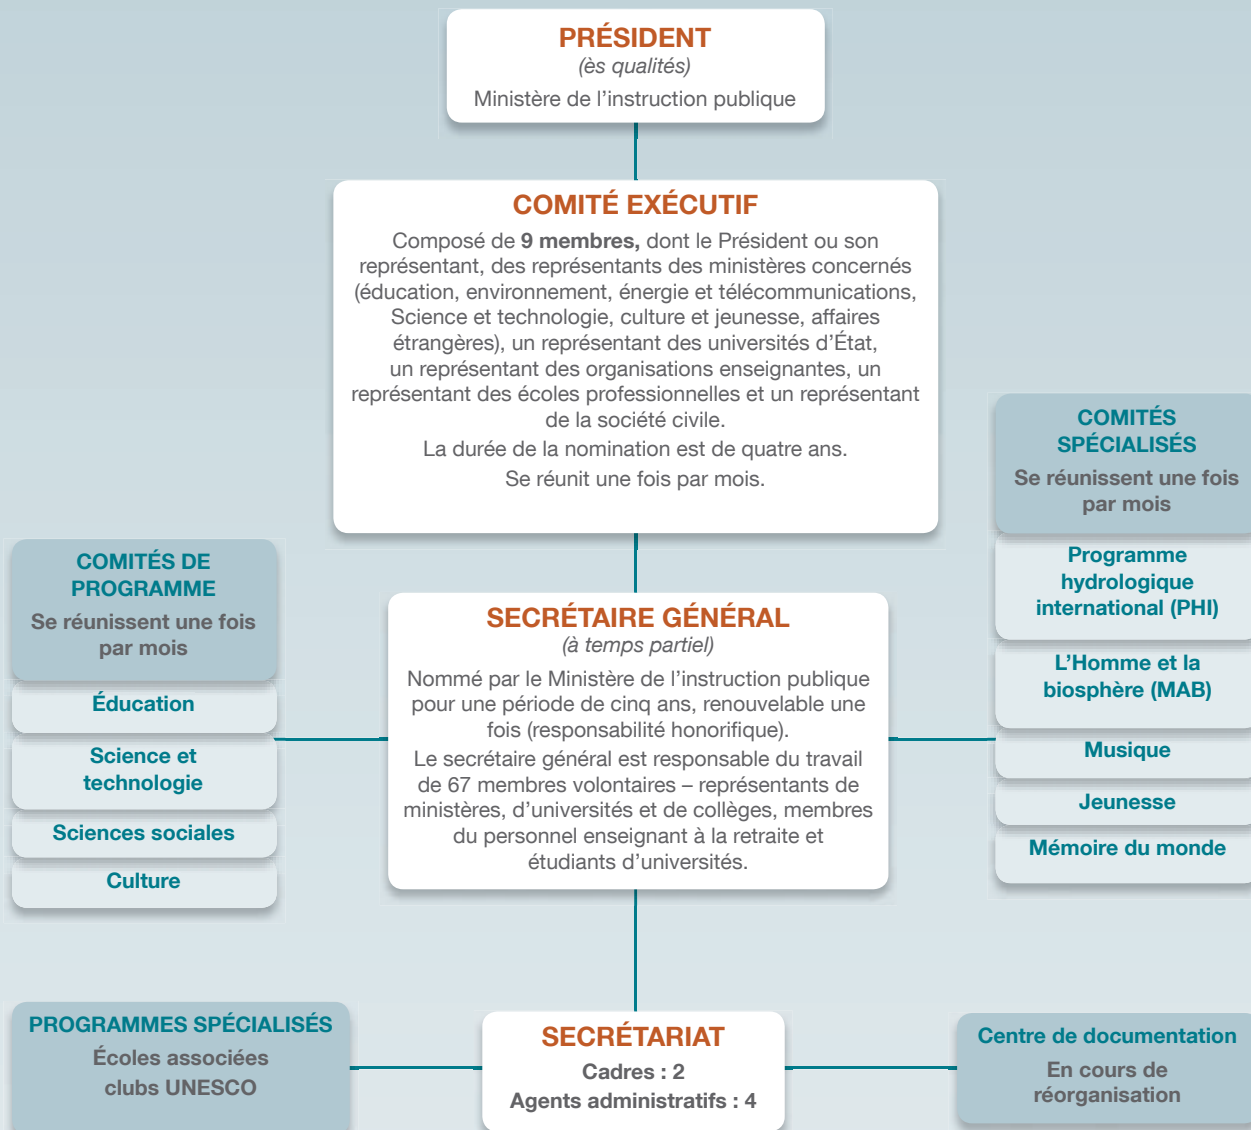 PRÉSIDENT
(ès qualités)
Ministère de l’instruction publique
COMITÉ EXÉCUTIF
Composé de 9 membres, dont le Président ou son
représentant, des représentants des ministères concernés
(éducation, environnement, énergie et télécommunications,
Science et technologie, culture et jeunesse, affaires
étrangères), un représentant des universités d’État,
un représentant des organisations enseignantes, un
représentant des écoles professionnelles et un représentant
de la société civile.
La durée de la nomination est de quatre ans.
Se réunit une fois par mois.
COMITÉS DE
PROGRAMME
Se réunissent une fois
par mois
Éducation
Science et
technologie
Sciences sociales
Culture
SECRÉTAIRE GÉNÉRAL
(à temps partiel)
Nommé par le Ministère de l’instruction publique
pour une période de cinq ans, renouvelable une
fois (responsabilité honorifique).
Le secrétaire général est responsable du travail
de 67 membres volontaires – représentants de
ministères, d’universités et de collèges, membres
du personnel enseignant à la retraite et
étudiants d’universités.
COMITÉS
SPÉCIALISÉS
Se réunissent une fois
par mois
Programme
hydrologique
international (PHI)
L’Homme et la
biosphère (MAB)
Musique
Jeunesse
Mémoire du monde
PROGRAMMES SPÉCIALISÉS
Écoles associées
clubs UNESCO
SECRÉTARIAT
Cadres : 2
Agents administratifs : 4
Centre de documentation
En cours de
réorganisation